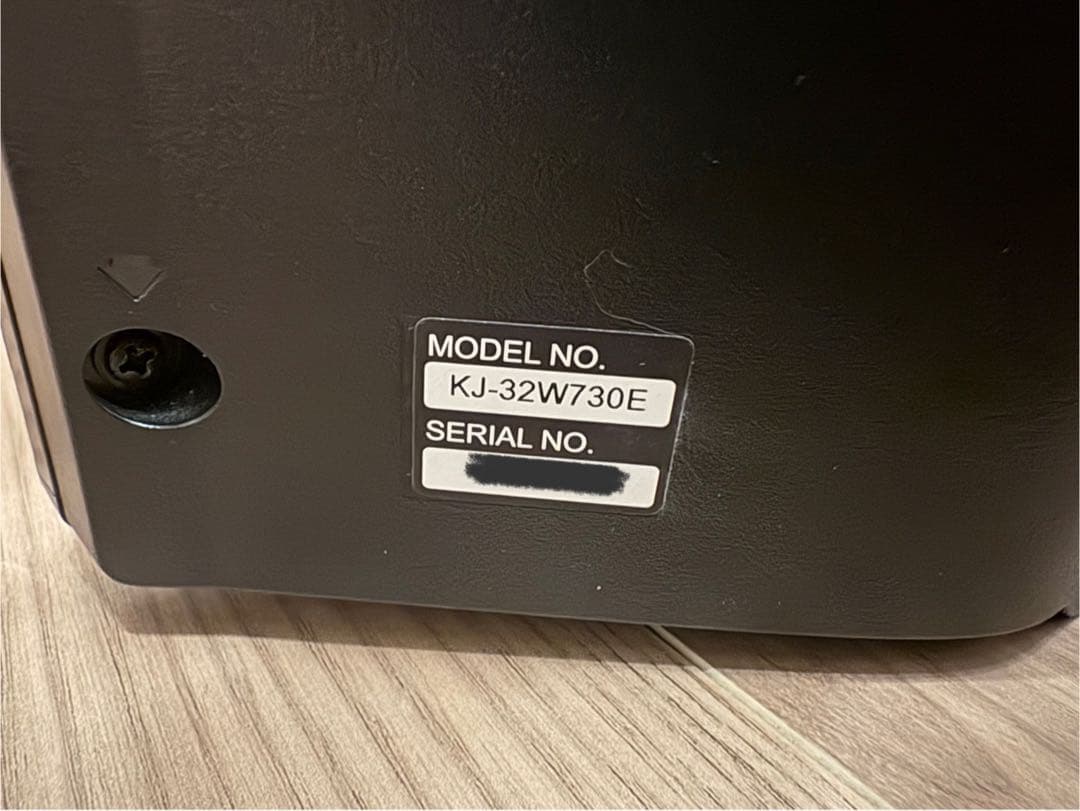 MODEL NO.
KJ-32W730E
SERIAL NO.